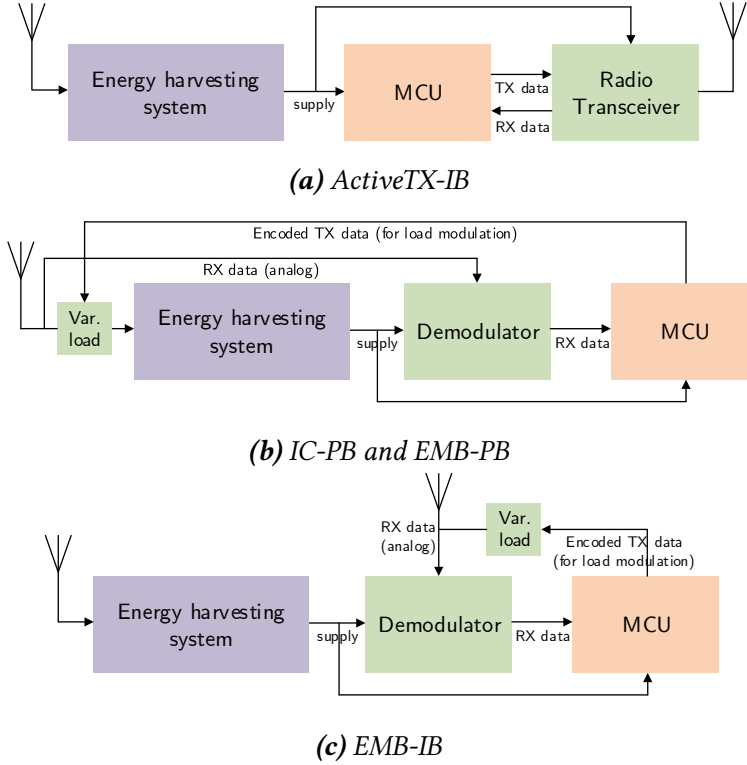 Energy harvesting
system
supply
MCU
TX data
RX data
Radio
Transceiver
(a) ActiveTX-IB
Encoded TX data (for load modulation)
RX data (analog)
Var.
load
Energy harvesting
system
supply
Demodulator
RX data
MCU
(b) IC-PB and EMB-PB
RX data
(analog)
Var.
load
Encoded TX data
(for load modulation)
Energy harvesting
system
supply
Demodulator
RX data
MCU
(c) EMB-IB